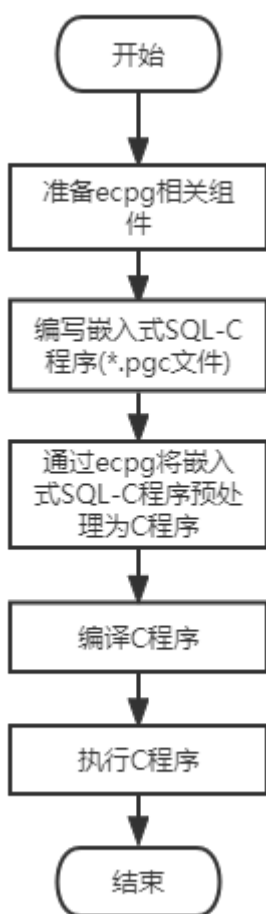 开始
准备ecpg相关组
件
编写嵌入式SQL-C
程序(*.pgc文件)
通过ecpg将嵌入
式SQL-C程序预处
理为C程序
编译C程序
执行C程序
结束